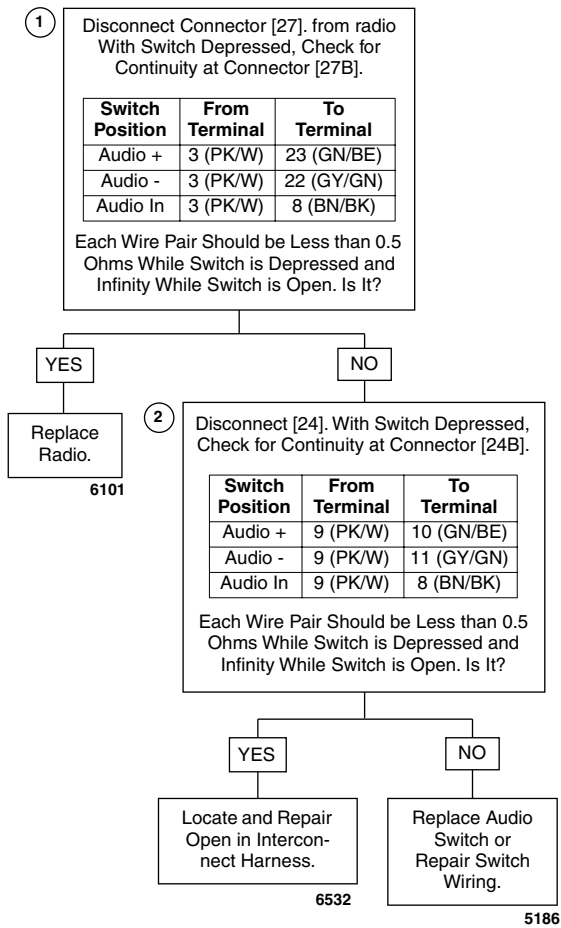 1
Disconnect Connector [27]. from radio
With Switch Depressed, Check for
Continuity at Connector [27B].
Switch Position From Terminal To Terminal
Audio + 3 (PK/W) 23 (GN/BE)
Audio - 3 (PK/W) 22 (GY/GN)
Audio In 3 (PK/W) 8 (BN/BK)
Each Wire Pair Should be Less than 0.5
Ohms While Switch is Depressed and
Infinity While Switch is Open. Is It?
YES
NO
Replace
Radio.
6101
2
Disconnect [24]. With Switch Depressed,
Check for Continuity at Connector [24B].
Switch Position From Terminal To Terminal
Audio + 9 (PK/W) 10 (GN/BE)
Audio - 9 (PK/W) 11 (GY/GN)
Audio In 9 (PK/W) 8 (BN/BK)
Each Wire Pair Should be Less than 0.5
Ohms While Switch is Depressed and
Infinity While Switch is Open. Is It?
YES
NO
Locate and Repair
Open in Intercon-
nect Harness.
6532
Replace Audio
Switch or
Repair Switch
Wiring.
5186